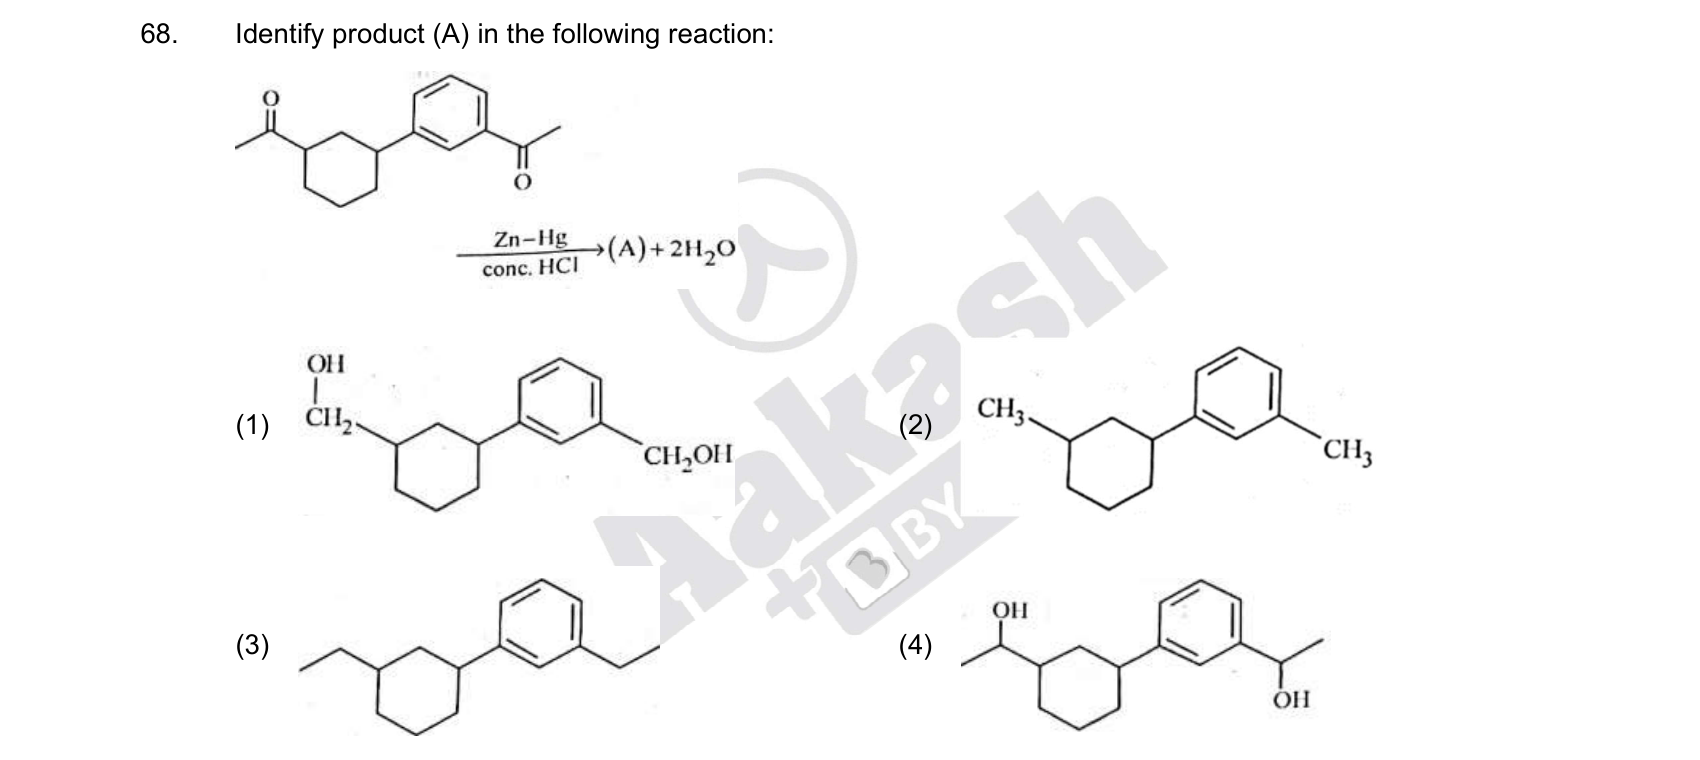 68. Identify product (A) in the following reaction:
O
O
Zn–Hg
conc. HCl
→(A) + 2H₂O
(1)
OH
CH₂
CH₂OH
(2)
CH₃
CH₃
(3)
(4)
OH
OH
Aakash
+BBY